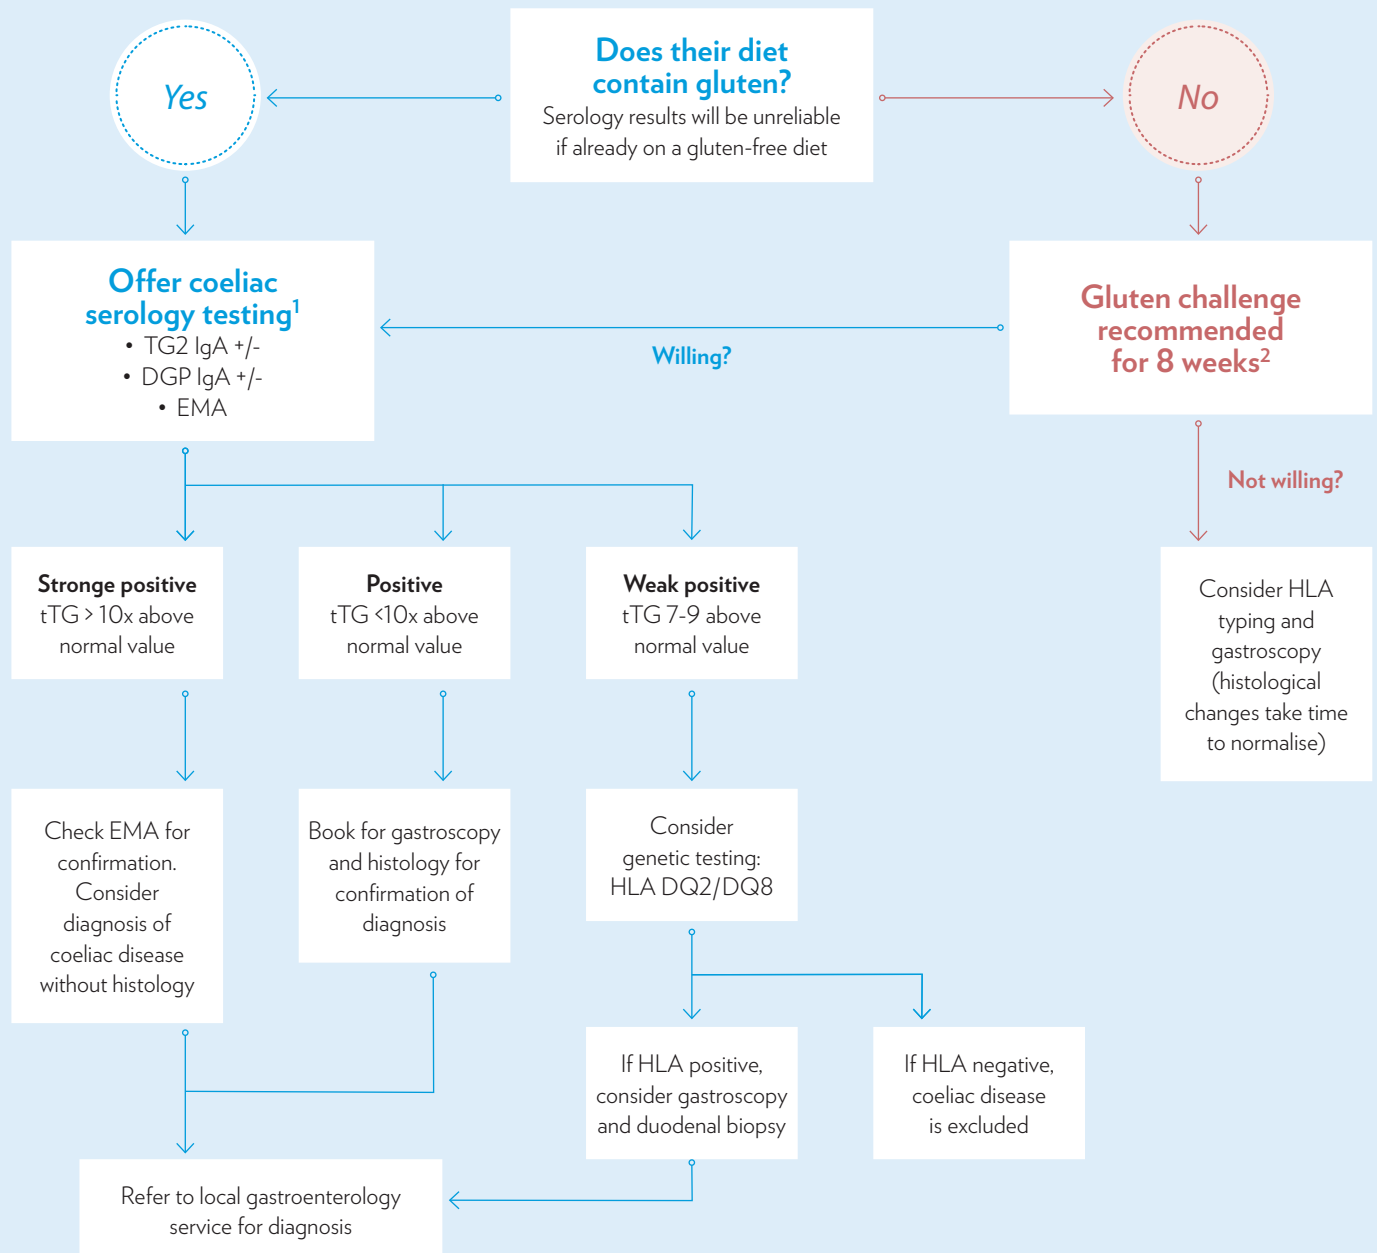 Does their diet
contain gluten?
Serology results will be unreliable
if already on a gluten-free diet
Yes
No
Offer coeliac
serology testing¹
• TG2 IgA +/-
• DGP IgA +/-
• EMA
Willing?
Gluten challenge
recommended
for 8 weeks²
Not willing?
Stronge positive
tTG > 10x above
normal value
Positive
tTG <10x above
normal value
Weak positive
tTG 7-9 above
normal value
Consider HLA
typing and
gastroscopy
(histological
changes take time
to normalise)
Check EMA for
confirmation.
Consider
diagnosis of
coeliac disease
without histology
Book for gastroscopy
and histology for
confirmation of
diagnosis
Consider
genetic testing:
HLA DQ2/DQ8
If HLA positive,
consider gastroscopy
and duodenal biopsy
If HLA negative,
coeliac disease
is excluded
Refer to local gastroenterology
service for diagnosis